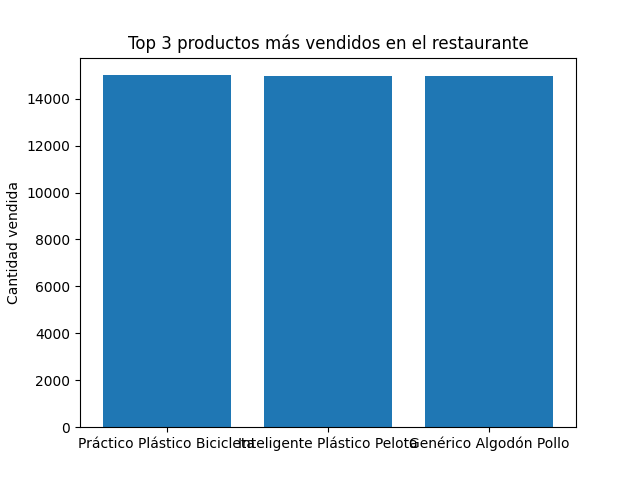 Top 3 productos más vendidos en el restaurante
Cantidad vendida
14000
12000
10000
8000
6000
4000
2000
0
Práctico Plástico Bicicleta Inteligente Plástico Pelota Genérico Algodón Pollo